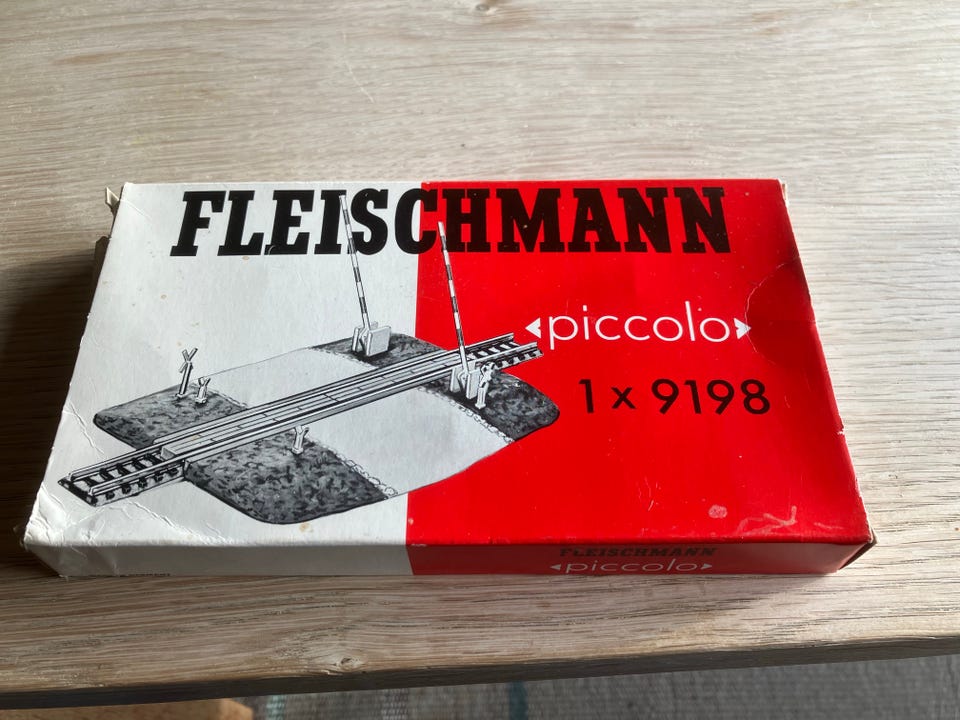 FLEISCHMANN
piccolo
1 x 9198
FLEISCHMANN
piccolo